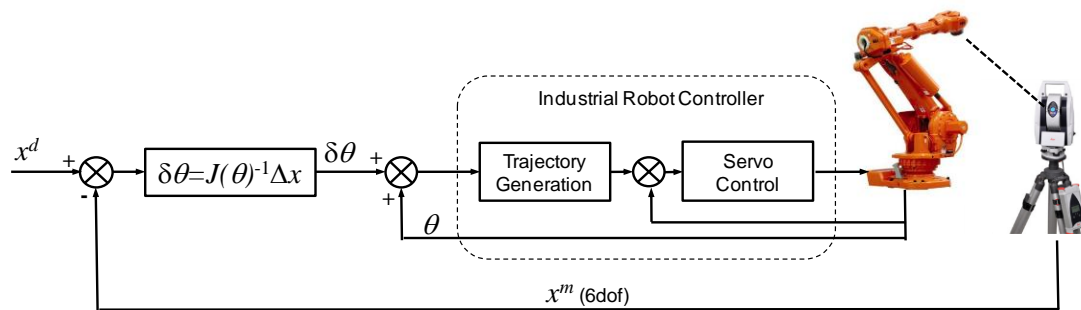 Industrial Robot Controller
x^d
+
-
δθ=J(θ)^-1Δx
δθ
+
+
Trajectory
Generation
Servo
Control
θ
x^m (6dof)